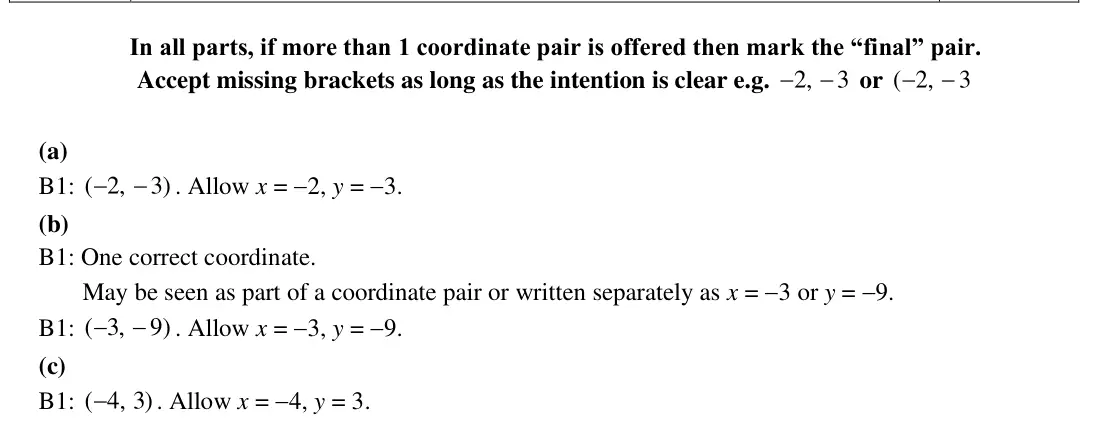 In all parts, if more than 1 coordinate pair is offered then mark the “final” pair.
Accept missing brackets as long as the intention is clear e.g. −2, −3 or (−2, −3
(a)
B1: (−2, −3). Allow x = –2, y = –3.
(b)
B1: One correct coordinate.
May be seen as part of a coordinate pair or written separately as x = –3 or y = –9.
B1: (−3, −9). Allow x = –3, y = –9.
(c)
B1: (−4, 3). Allow x = –4, y = 3.